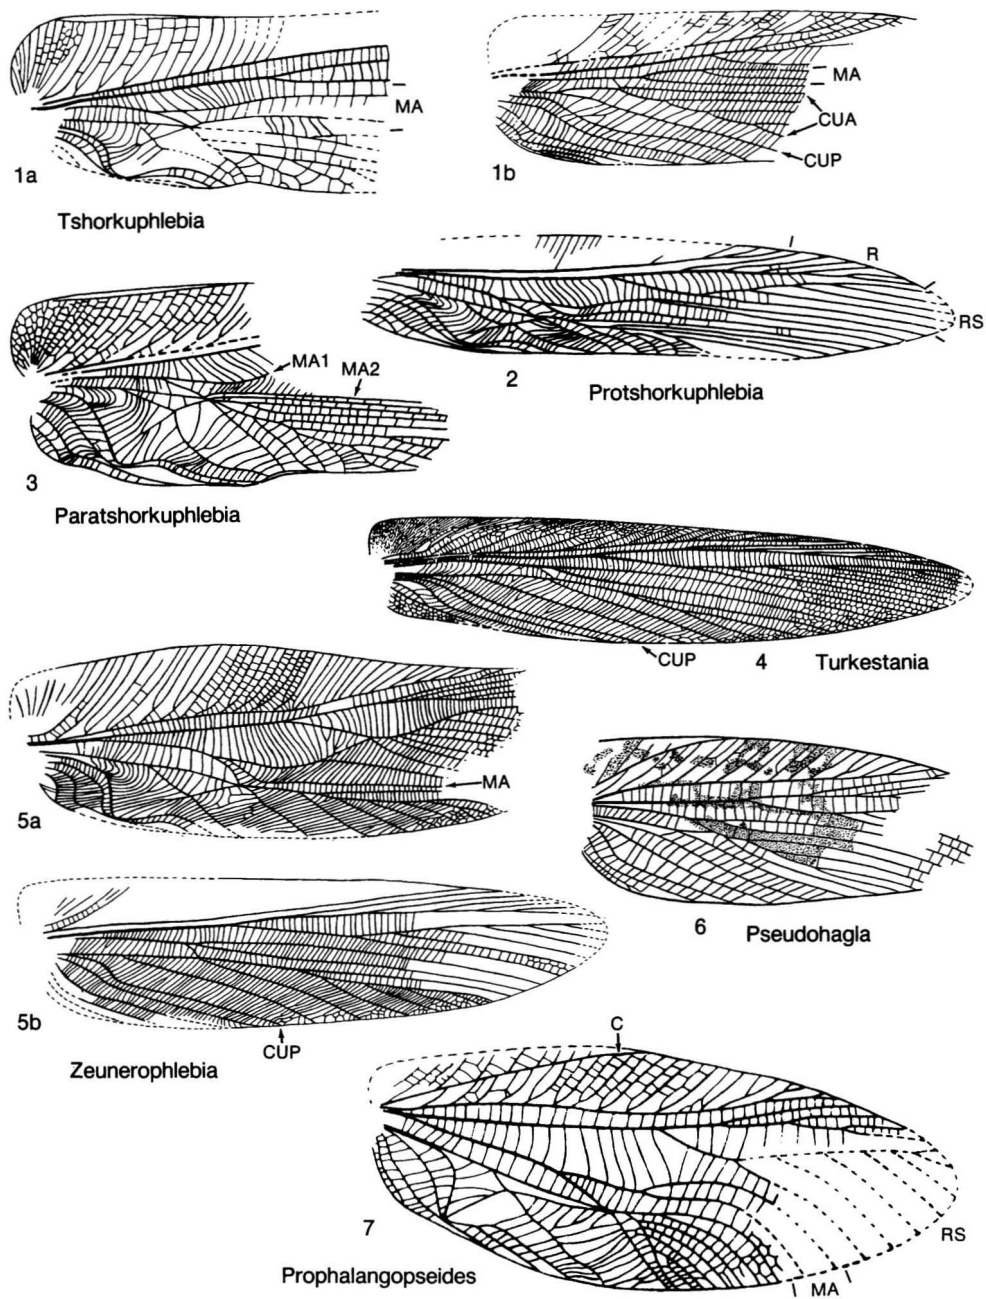 MA
1a
Tshorkuphlebia
MA
CUA
CUP
1b
R
RS
2
Protshorkuphlebia
MA1
MA2
3
Paratshorkuphlebia
CUP
4
Turkestania
MA
5a
6
Pseudohagla
5b
CUP
Zeunerophlebia
C
7
RS
MA
Prophalangopseides